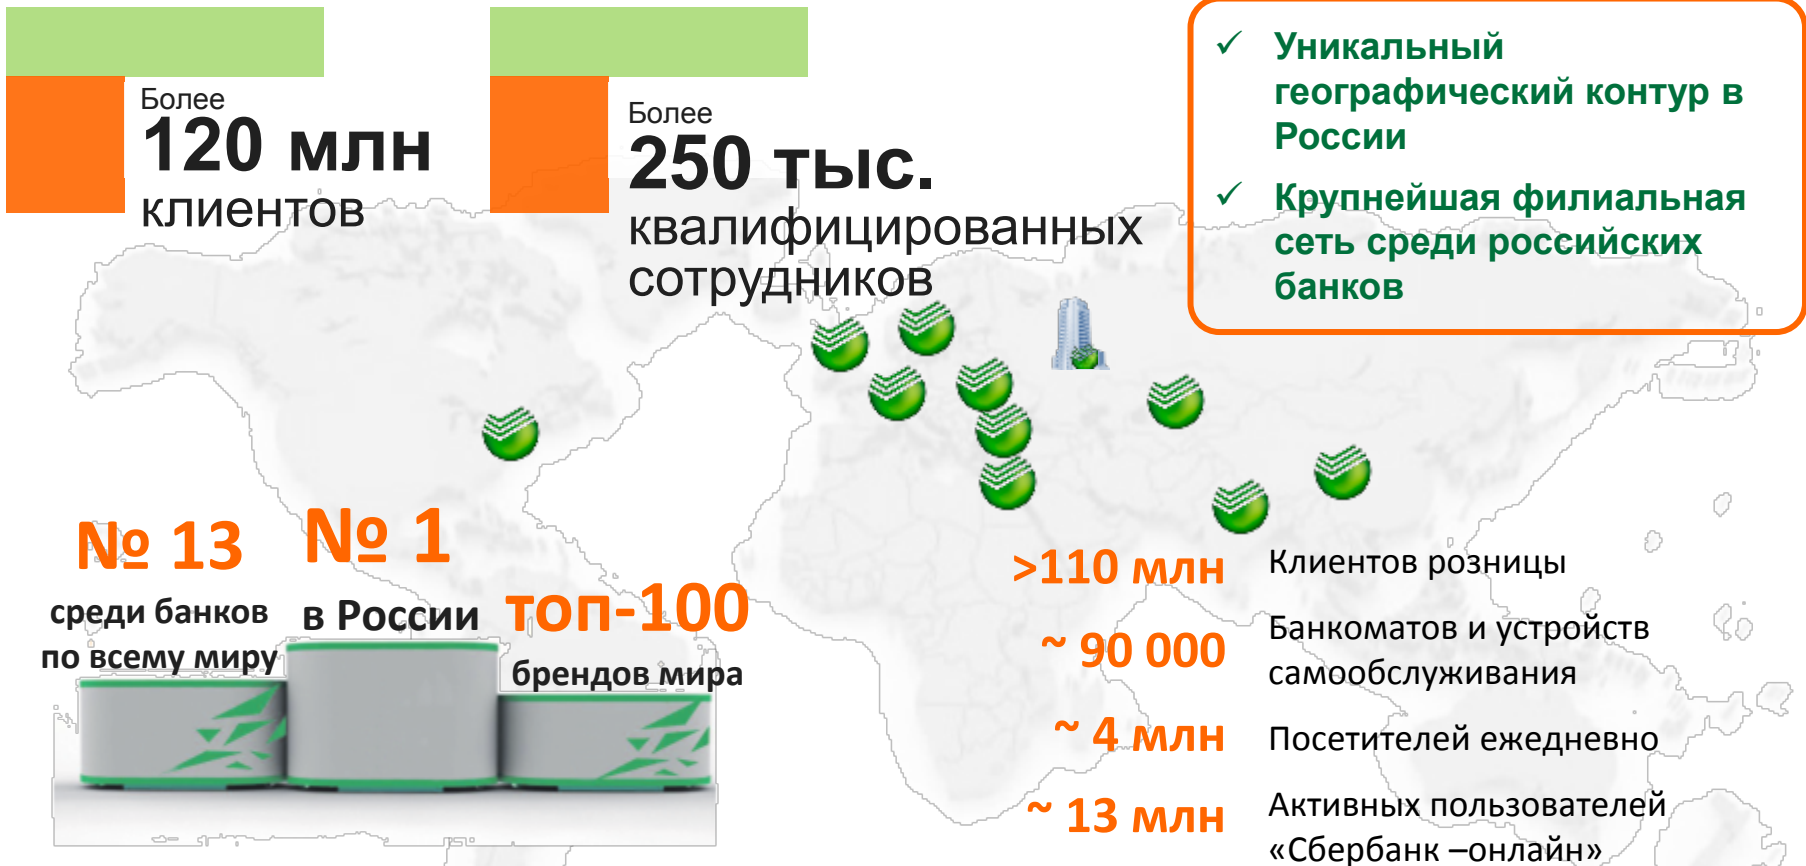 Более
120 млн
клиентов
Более
250 тыс.
квалифицированных
сотрудников
✓ Уникальный
географический контур в
России
✓ Крупнейшая филиальная
сеть среди российских
банков
№ 13
среди банков
по всему миру
№ 1
в России
топ-100
брендов мира
>110 млн Клиентов розницы
~ 90 000 Банкоматов и устройств
самообслуживания
~ 4 млн Посетителей ежедневно
~ 13 млн Активных пользователей
«Сбербанк –онлайн»